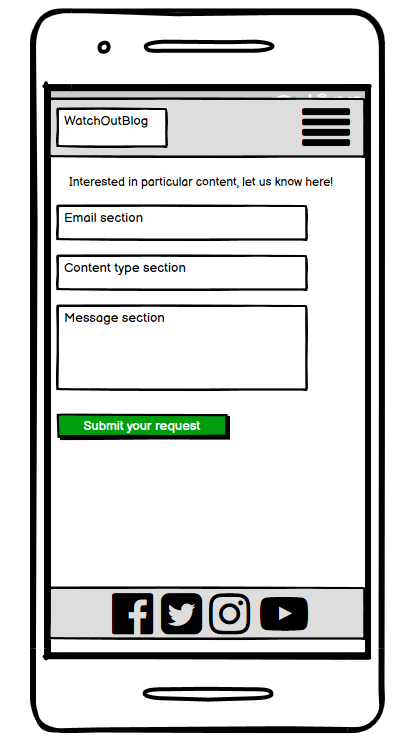 WatchOutBlog
Interested in particular content, let us know here!
Email section
Content type section
Message section
Submit your request